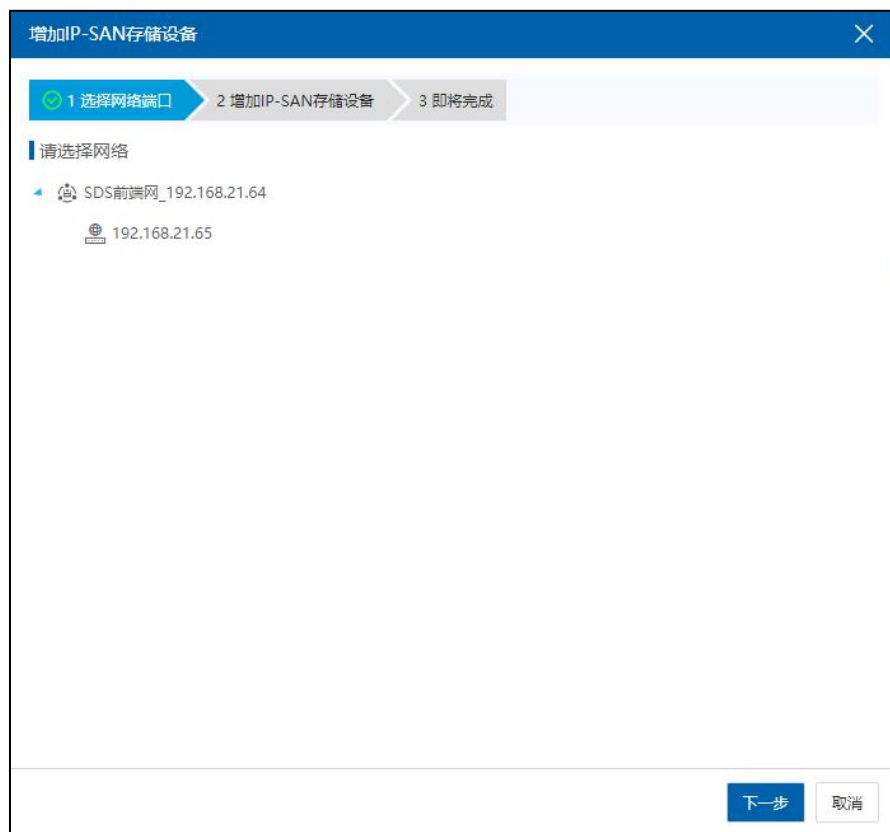 增加IP-SAN存储设备
1 选择网络端口 2 增加IP-SAN存储设备 3 即将完成
请选择网络
SDS前端网_192.168.21.64
192.168.21.65
下一步 取消